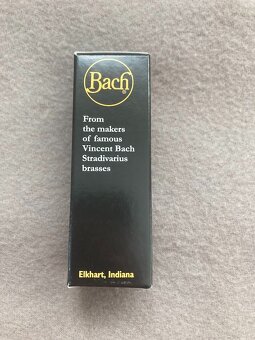 Bach®
From
the makers
of famous
Vincent Bach
Stradivarius
brasses
Elkhart, Indiana